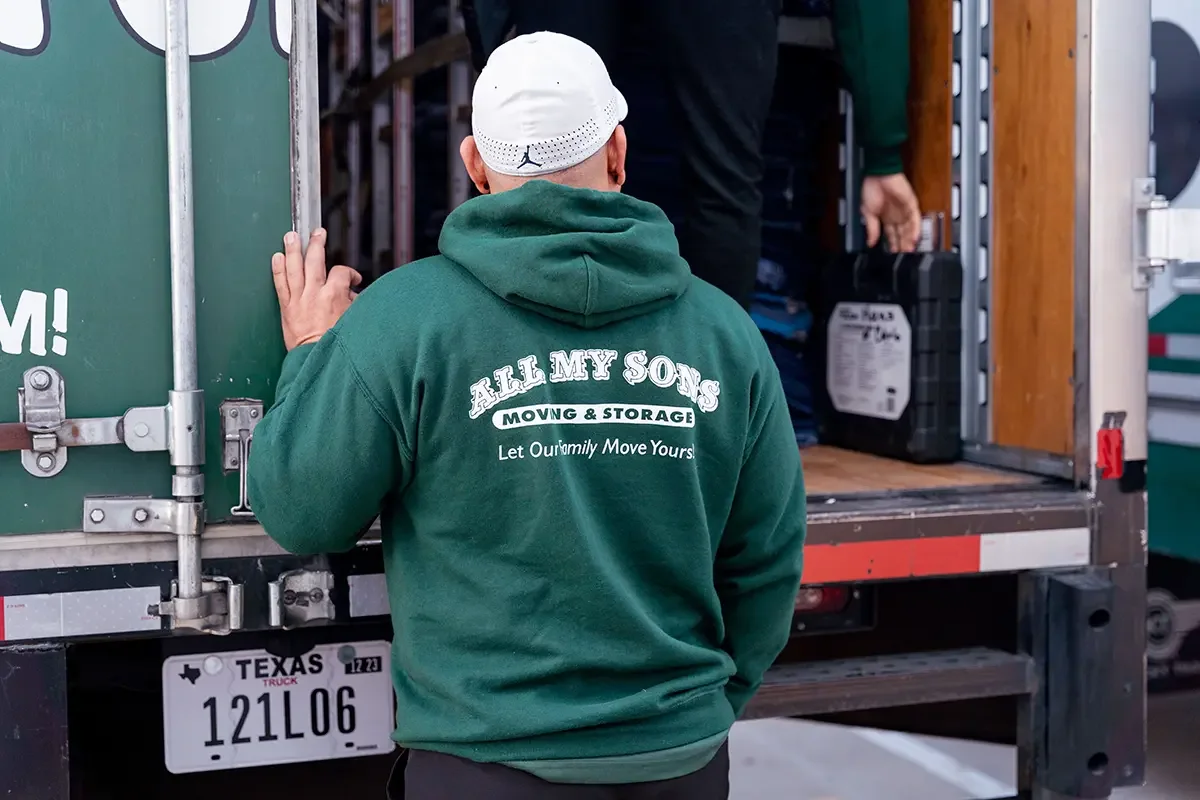 M!
ALL MY SONS
MOVING & STORAGE
Let Our Family Move Yours!
TEXAS
12 23
TRUCK
121L06